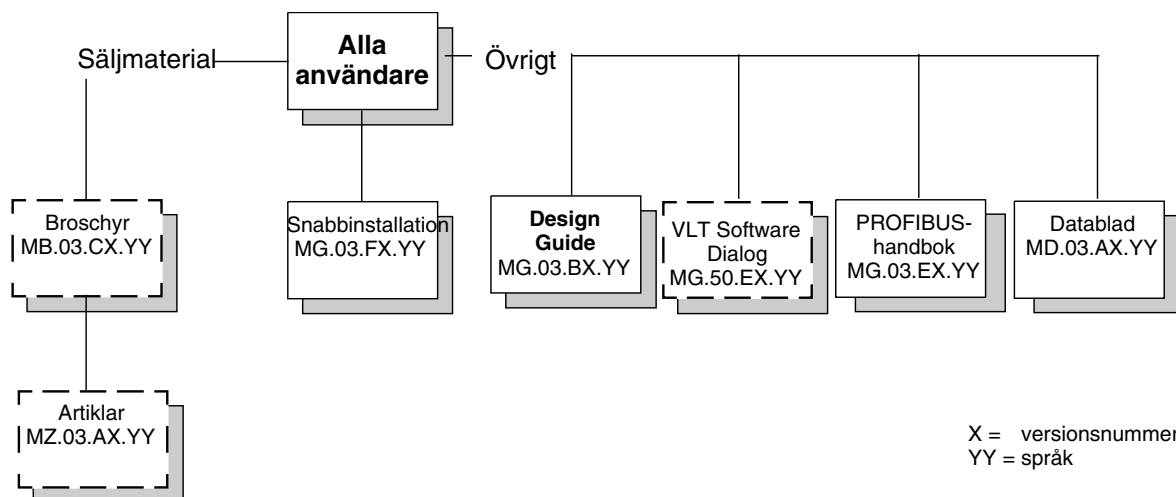 Säljmaterial
Alla
användare
Övrigt
Broschyr
MB.03.CX.YY
Snabbinstallation
MG.03.FX.YY
Design
Guide
MG.03.BX.YY
VLT Software
Dialog
MG.50.EX.YY
PROFIBUS-
handbok
MG.03.EX.YY
Datablad
MD.03.AX.YY
Artiklar
MZ.03.AX.YY
X = versionsnummer
YY = språk